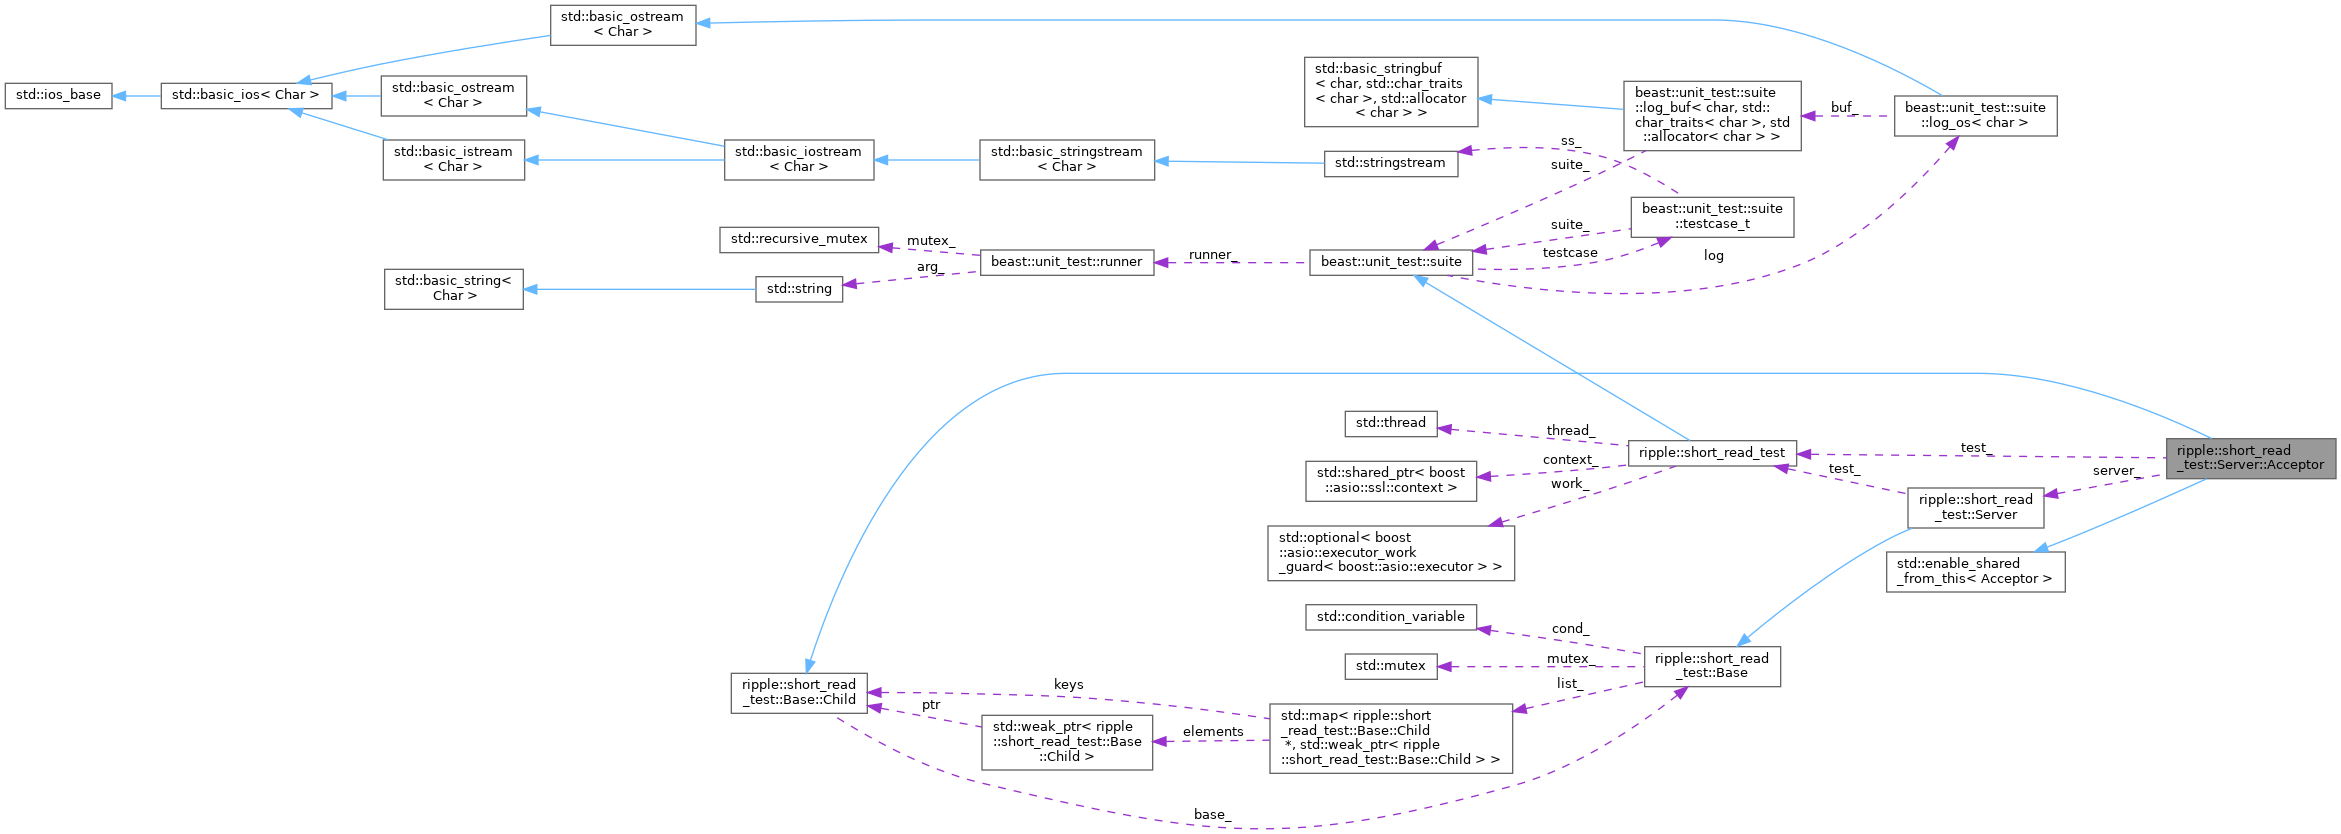 std::basic_ostream
< Char >
std::ios_base
std::basic_ios< Char >
std::basic_ostream
< Char >
std::basic_istream
< Char >
std::basic_iostream
< Char >
std::basic_stringstream
< Char >
std::stringstream
std::basic_stringbuf
< char, std::char_traits
< char >, std::allocator
< char > >
beast::unit_test::suite
::log_buf< char, std::
char_traits< char >, std
::allocator< char > >
buf_
beast::unit_test::suite
::log_os< char >
ss_
suite_
beast::unit_test::suite
::testcase_t
suite_
testcase
log
std::recursive_mutex
mutex_
arg_
beast::unit_test::runner
runner_
beast::unit_test::suite
std::basic_string<
Char >
std::string
std::thread
thread_
std::shared_ptr< boost
::asio::ssl::context >
context_
work_
ripple::short_read_test
test_
test_
server_
ripple::short_read
_test::Server::Acceptor
ripple::short_read
_test::Server
std::optional< boost
::asio::executor_work
_guard< boost::asio::executor > >
std::enable_shared
_from_this< Acceptor >
std::condition_variable
cond_
std::mutex
mutex_
list_
ripple::short_read
_test::Base
ripple::short_read
_test::Base::Child
keys
ptr
std::weak_ptr< ripple
::short_read_test::Base
::Child >
elements
std::map< ripple::short
_read_test::Base::Child
*, std::weak_ptr< ripple
::short_read_test::Base::Child > >
base_